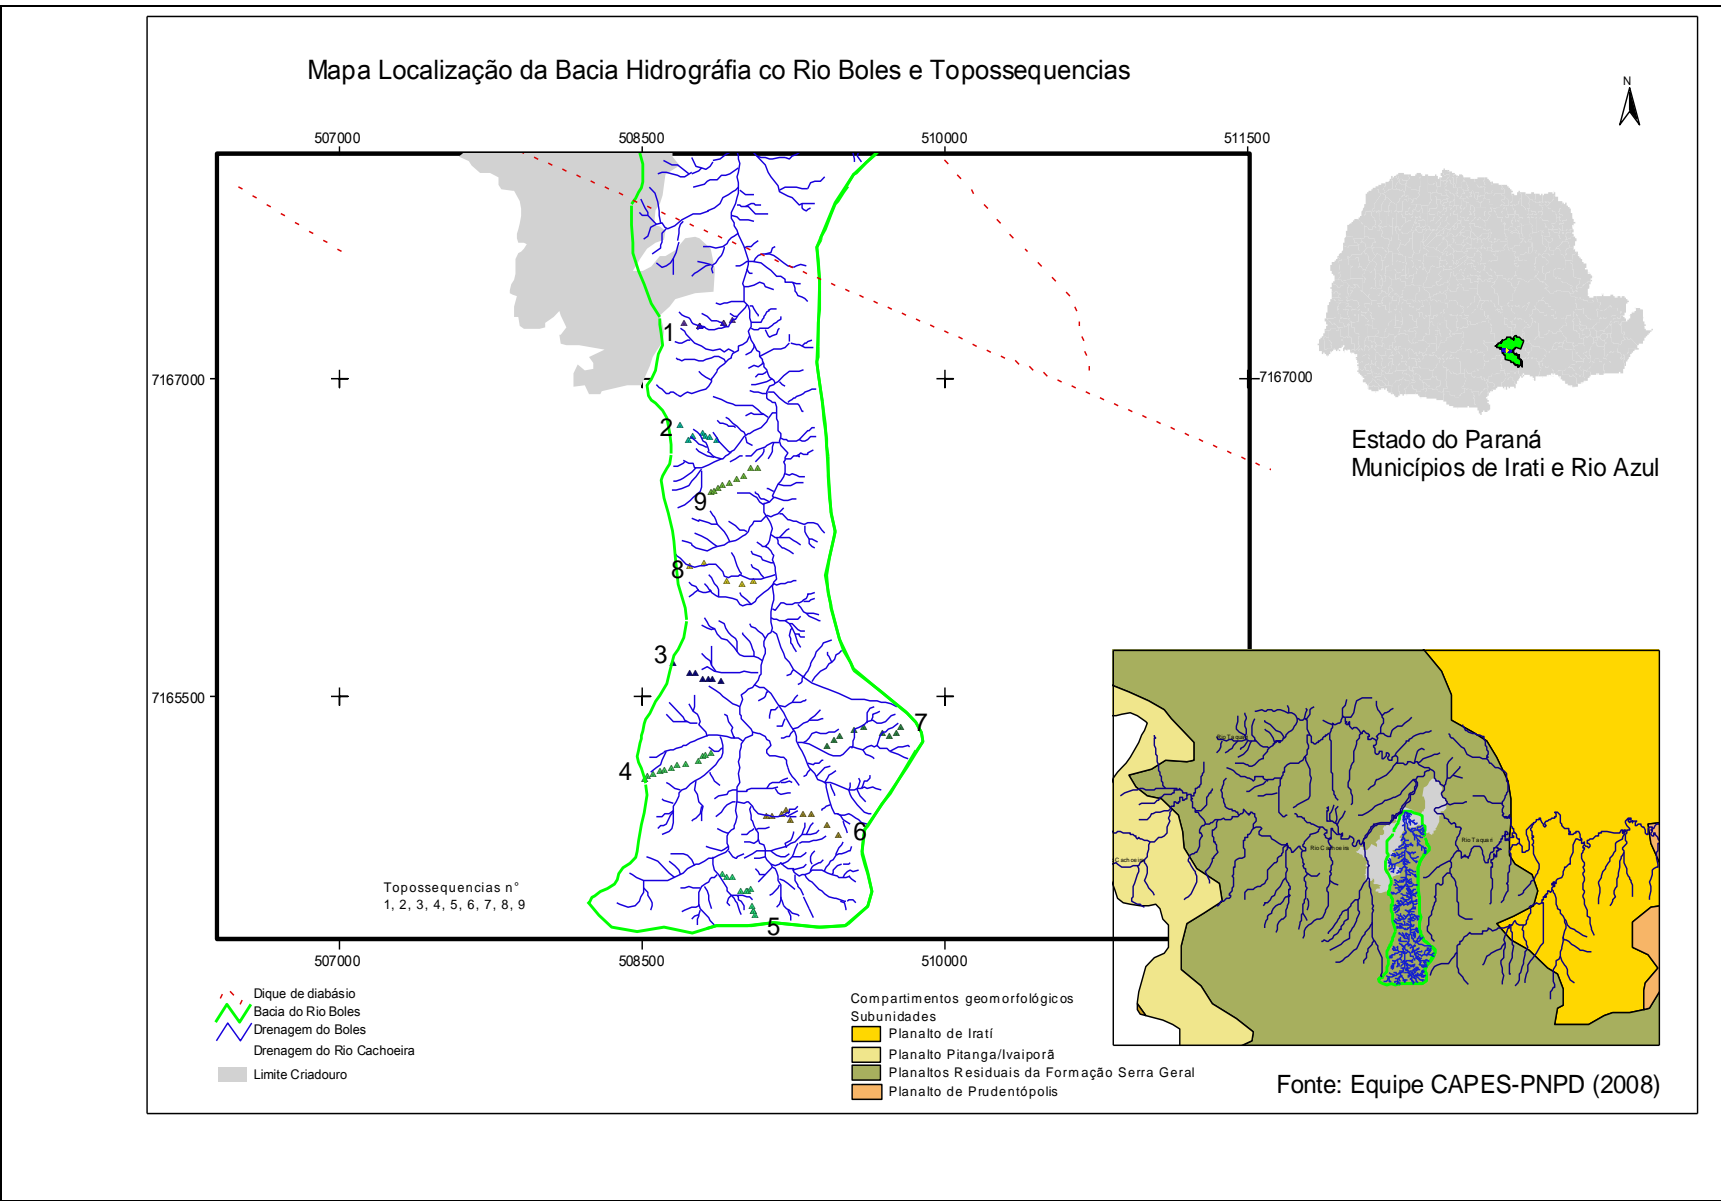 Mapa Localização da Bacia Hidrográfia co Rio Boles e Topossequencias
N
507000 508500 510000 511500
1
7167000 7167000
2
Estado do Paraná
Municípios de Irati e Rio Azul
9
8
3
7165500
7
4
6
5
Rio Cachoeira
Cachoeira
Topossequencias n°
1, 2, 3, 4, 5, 6, 7, 8, 9
507000 508500 510000
Dique de diabásio
Bacia do Rio Boles
Drenagem do Boles
Drenagem do Rio Cachoeira
Limite Criadouro
Compartimentos geomorfológicos
Subunidades
Planalto de Iratí
Planalto Pitanga/Ivaiporã
Planaltos Residuais da Formação Serra Geral
Planalto de Prudentópolis
Fonte: Equipe CAPES-PNPD (2008)